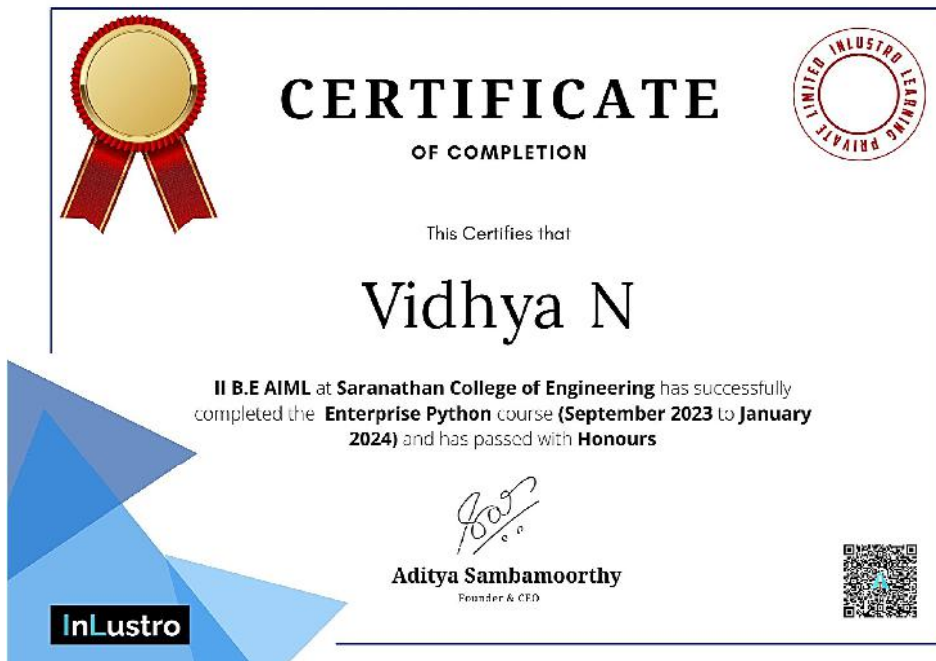 CERTIFICATE
INLUSTRO LEARNING PRIVATE LIMITED
OF COMPLETION
This Certifies that
Vidhya N
II B.E AIML at Saranathan College of Engineering has successfully
completed the Enterprise Python course (September 2023 to January
2024) and has passed with Honours
Aditya Sambamoorthy
Founder & CEO
InLustro